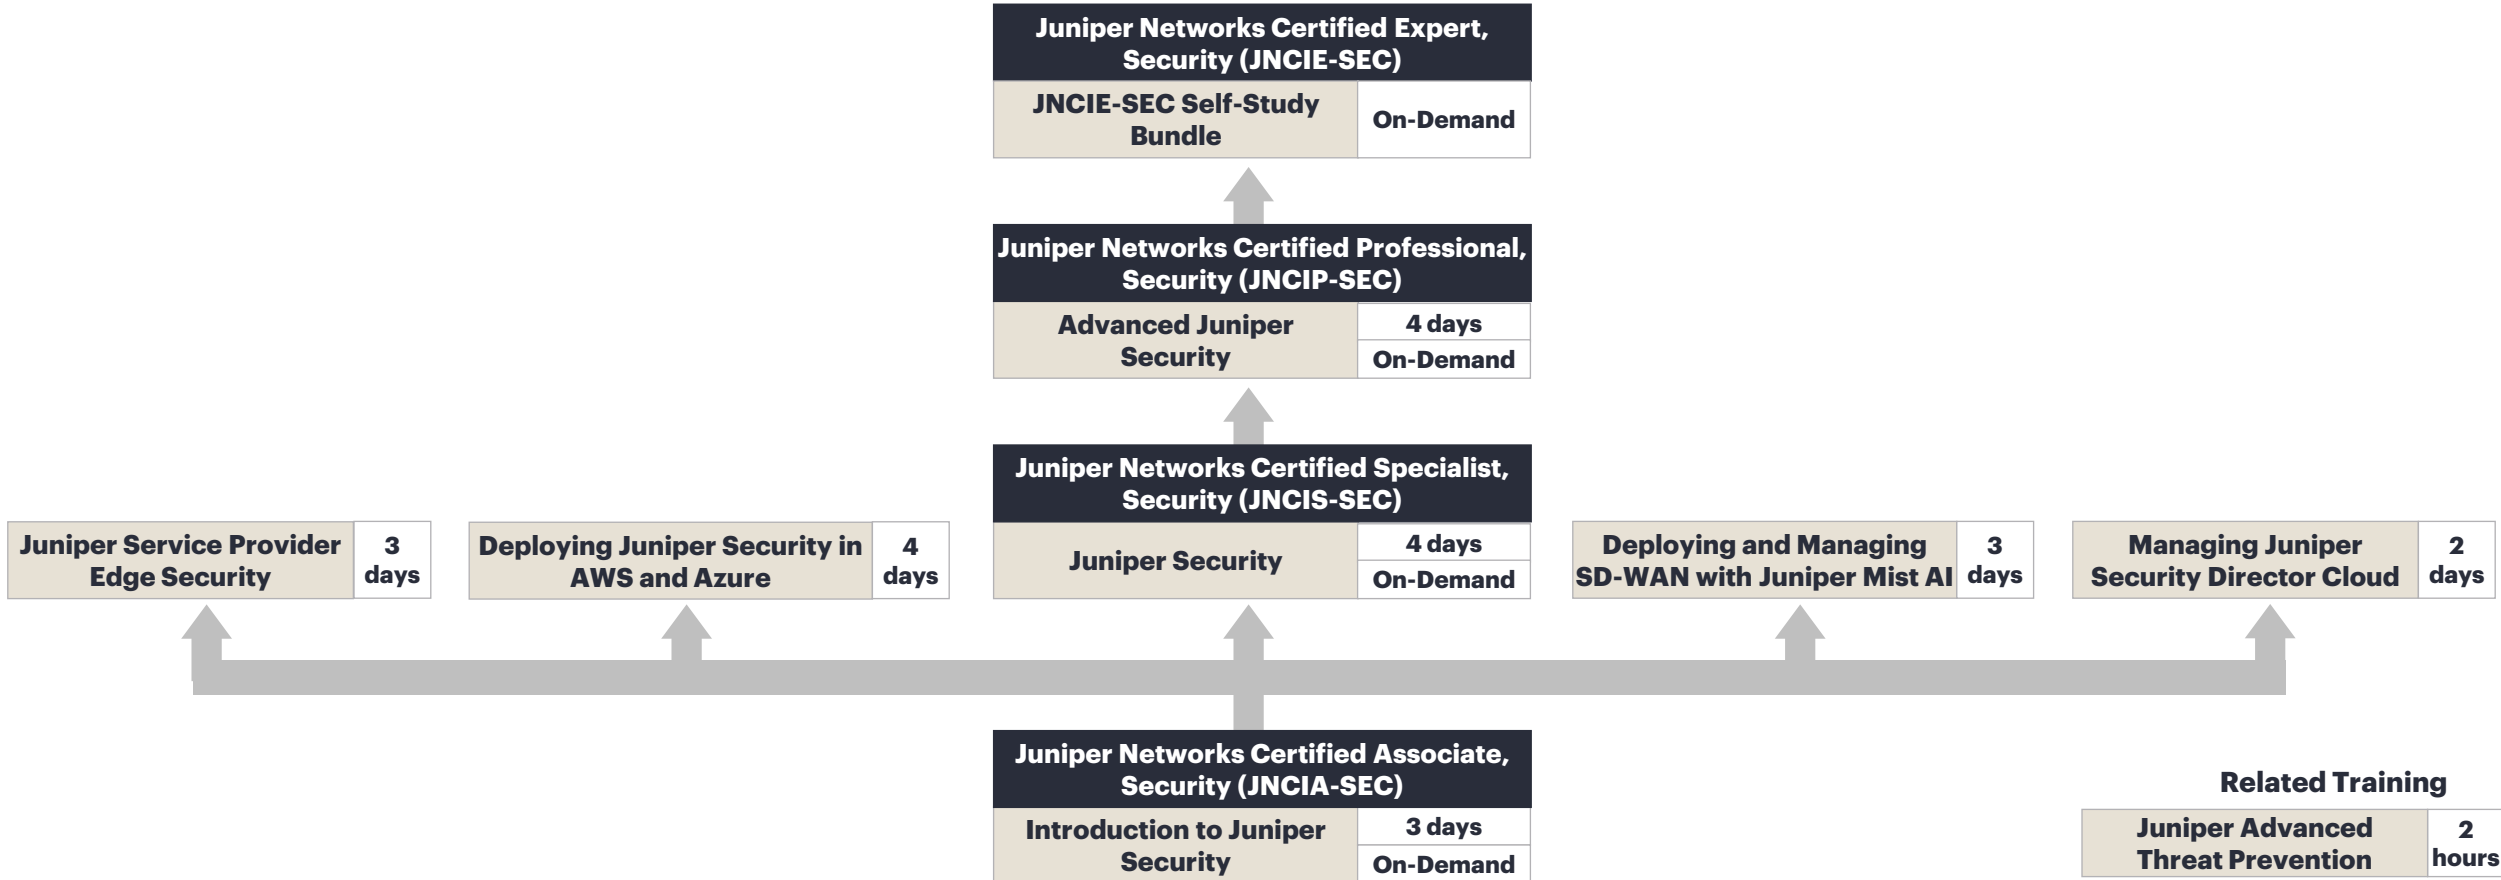 Juniper Networks Certified Expert,
Security (JNCIE-SEC)
JNCIE-SEC Self-Study
Bundle
On-Demand
Juniper Networks Certified Professional,
Security (JNCIP-SEC)
Advanced Juniper
Security
4 days
On-Demand
Juniper Networks Certified Specialist,
Security (JNCIS-SEC)
Juniper Security
4 days
On-Demand
Juniper Service Provider
Edge Security
3
days
Deploying Juniper Security in
AWS and Azure
4
days
Deploying and Managing
SD-WAN with Juniper Mist AI
3
days
Managing Juniper
Security Director Cloud
2
days
Juniper Networks Certified Associate,
Security (JNCIA-SEC)
Introduction to Juniper
Security
3 days
On-Demand
Related Training
Juniper Advanced
Threat Prevention
2
hours